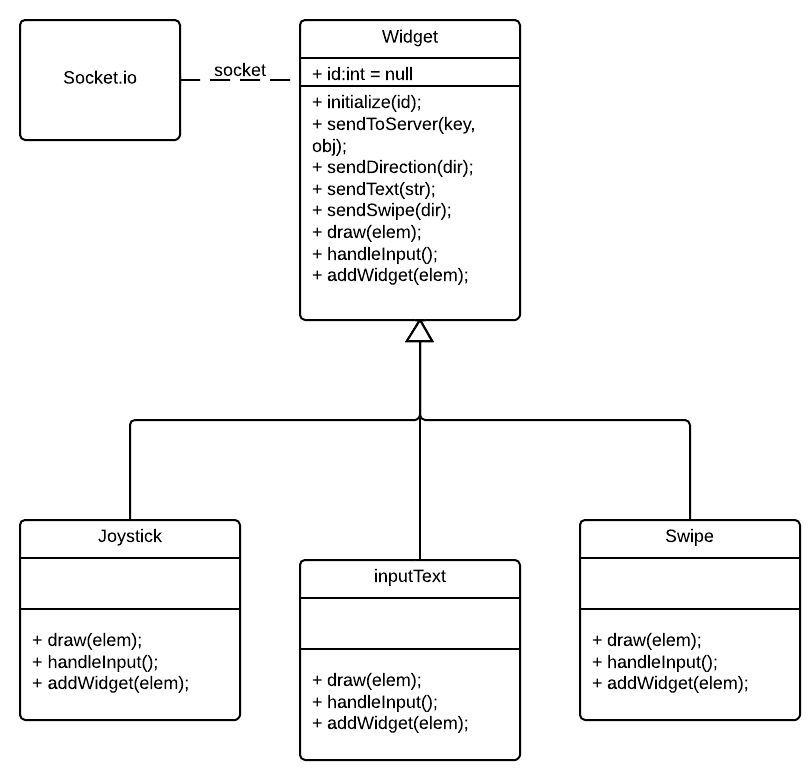 Socket.io
socket
Widget
+ id:int = null
+ initialize(id);
+ sendToServer(key,
obj);
+ sendDirection(dir);
+ sendText(str);
+ sendSwipe(dir);
+ draw(elem);
+ handleInput();
+ addWidget(elem);
Joystick
+ draw(elem);
+ handleInput();
+ addWidget(elem);
inputText
+ draw(elem);
+ handleInput();
+ addWidget(elem);
Swipe
+ draw(elem);
+ handleInput();
+ addWidget(elem);